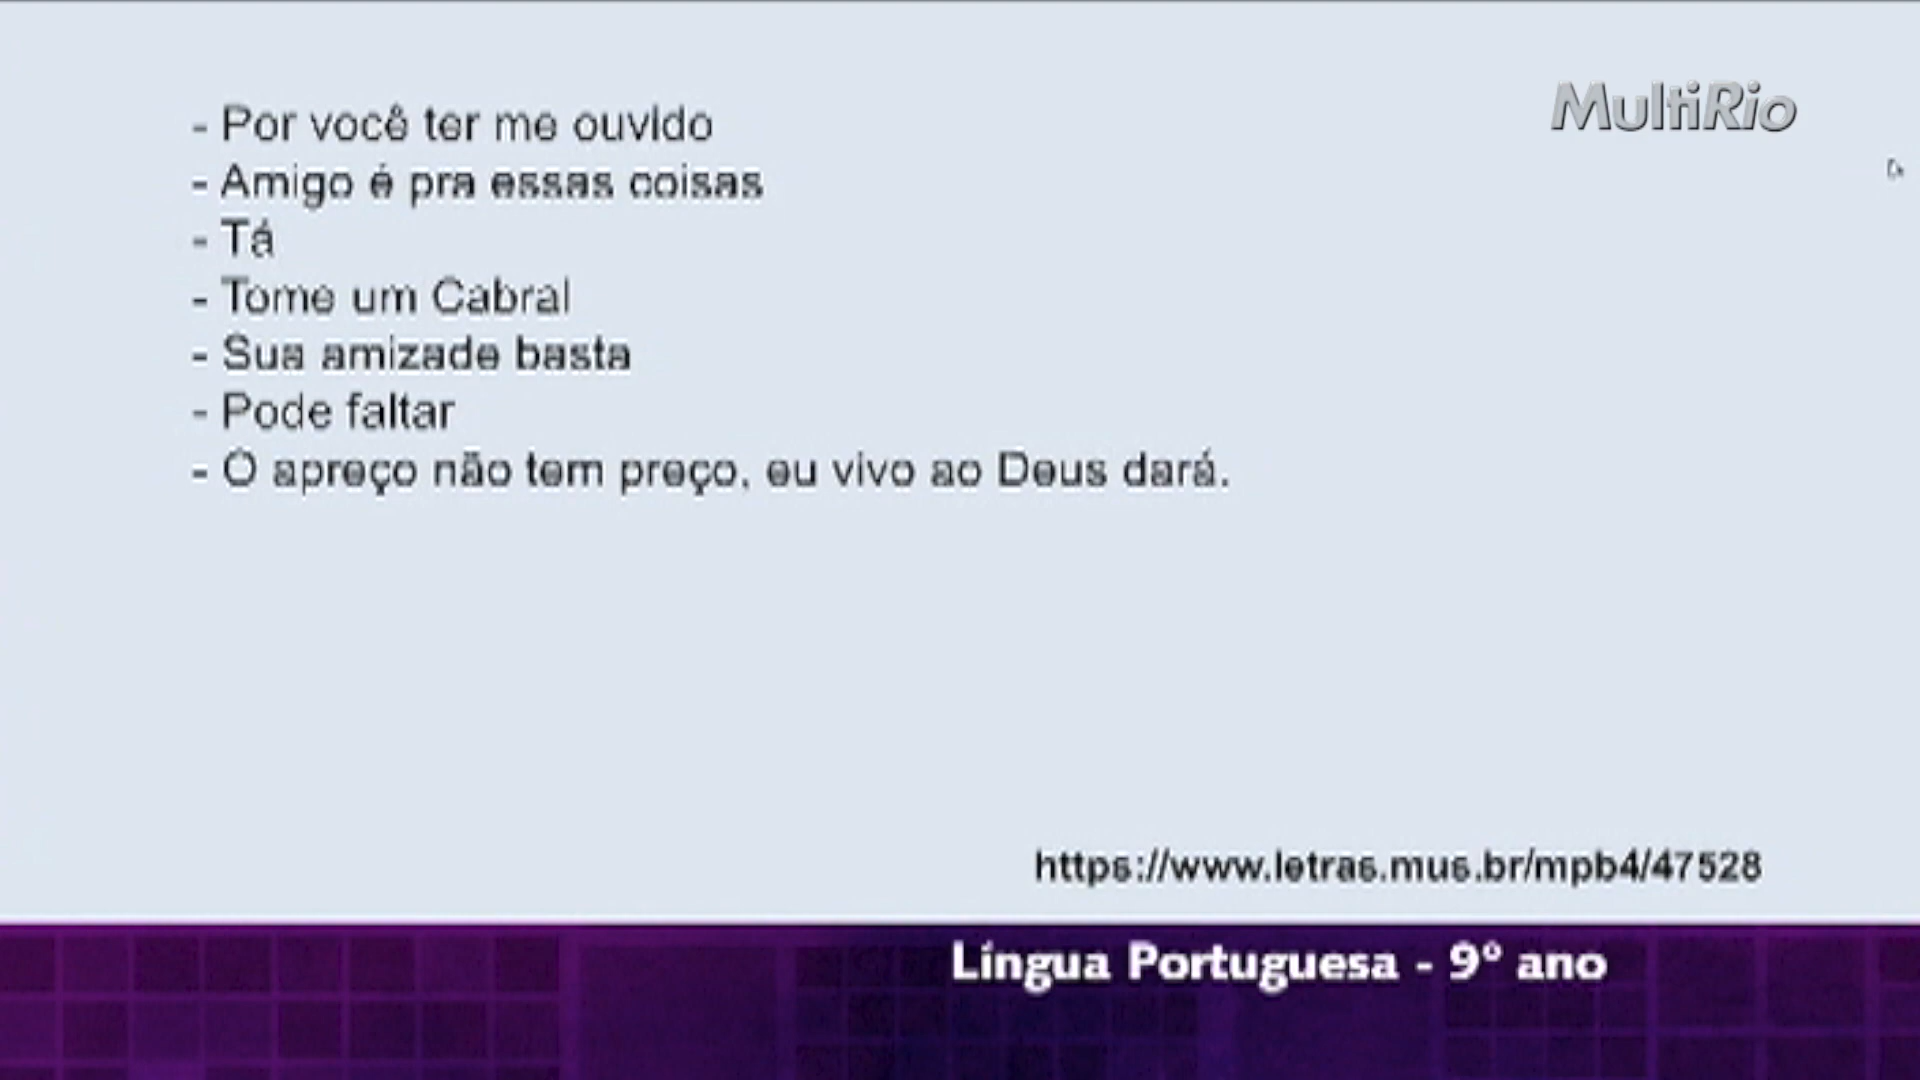 MultiRio
- Por você ter me ouvido
- Amigo é pra essas coisas
- Tá
- Tome um Cabral
- Sua amizade basta
- Pode faltar
- O apreço não tem preço, eu vivo ao Deus dará.
https://www.letras.mus.br/mpb4/47528
Língua Portuguesa - 9º ano